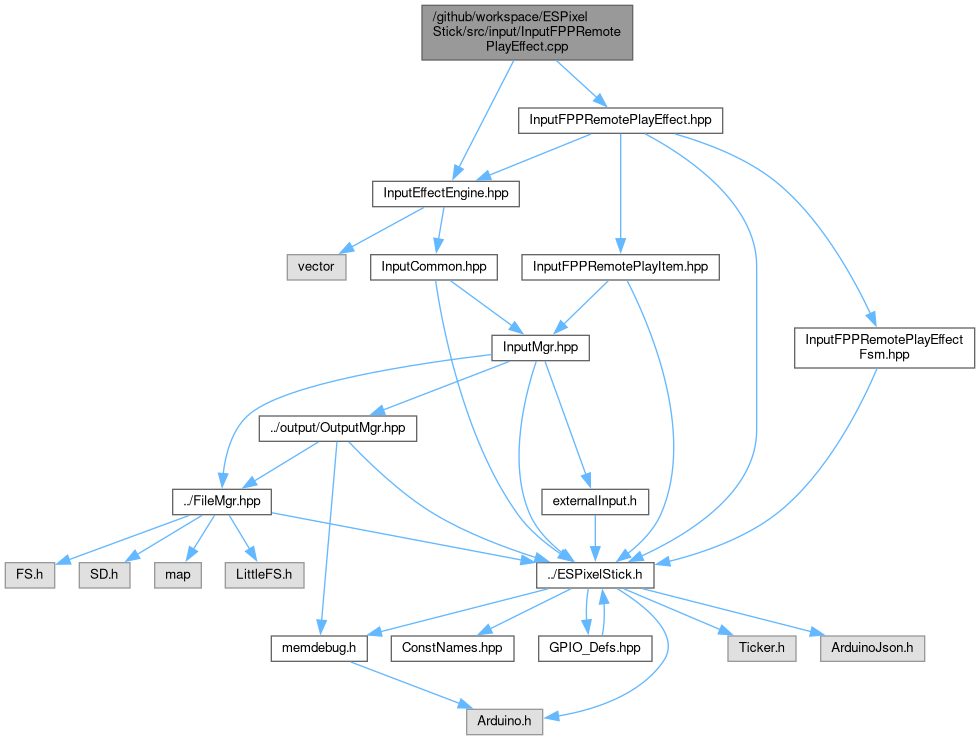 /github/workspace/ESPixel
Stick/src/input/InputFPPRemote
PlayEffect.cpp
InputFPPRemotePlayEffect.hpp
InputEffectEngine.hpp
vector
InputCommon.hpp
InputFPPRemotePlayItem.hpp
InputMgr.hpp
InputFPPRemotePlayEffect
Fsm.hpp
../output/OutputMgr.hpp
../FileMgr.hpp
externalInput.h
FS.h
SD.h
map
LittleFS.h
../ESPixelStick.h
memdebug.h
ConstNames.hpp
GPIO_Defs.hpp
Ticker.h
ArduinoJson.h
Arduino.h